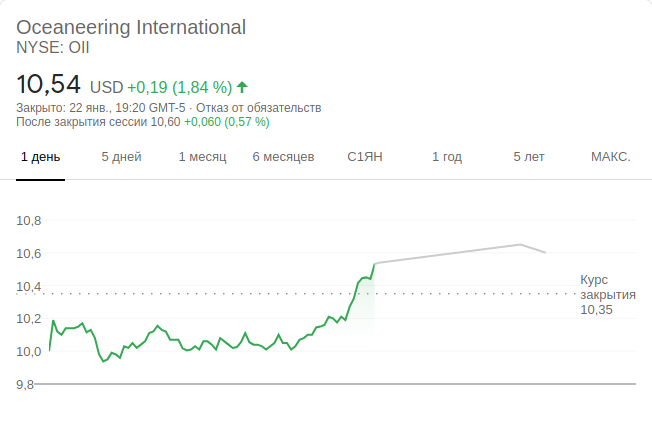 Oceaneering International
NYSE: OII
10,54 USD +0,19 (1,84 %)
Закрыто: 22 янв., 19:20 GMT-5 · Отказ от обязательств
После закрытия сессии 10,60 +0,060 (0,57 %)
1 день 5 дней 1 месяц 6 месяцев С1ЯН 1 год 5 лет МАКС.
10,8
10,6
10,4
10,2
10,0
9,8
Курс
закрытия
10,35